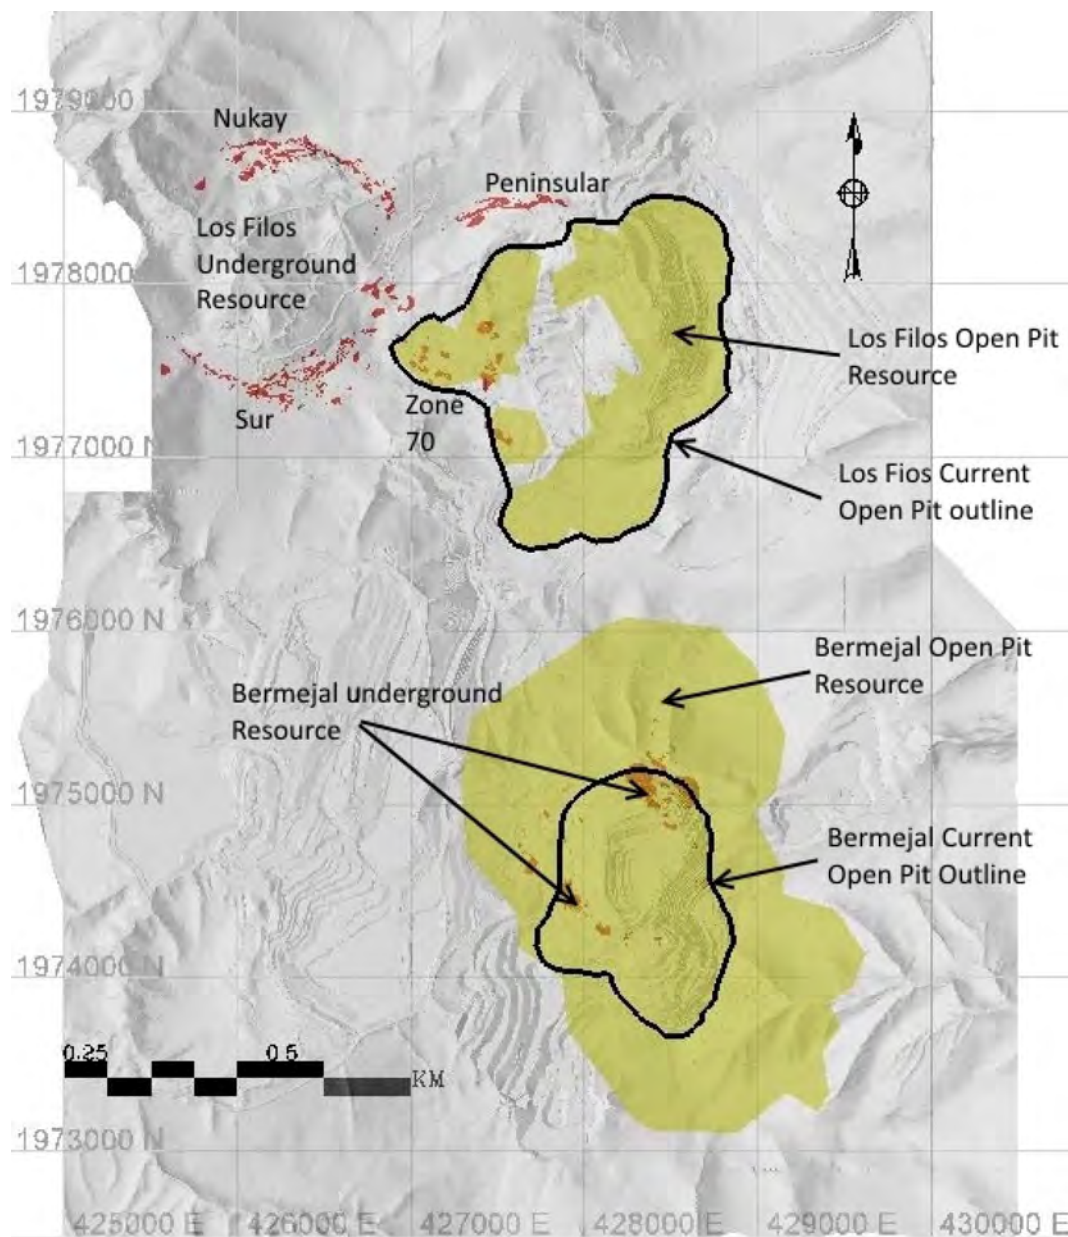 1979000 N
Nukay
Peninsular
Los Filos
Underground
Resource
1978000 N
Los Filos Open Pit
Resource
Zone
70
Sur
1977000 N
Los Fios Current
Open Pit outline
1976000 N
Bermejal Open Pit
Resource
Bermejal underground
Resource
1975000 N
Bermejal Current
Open Pit Outline
1974000 N
0.25 0.5
KM
1973000 N
425000 E 426000 E 427000 E 428000 E 429000 E 430000 E